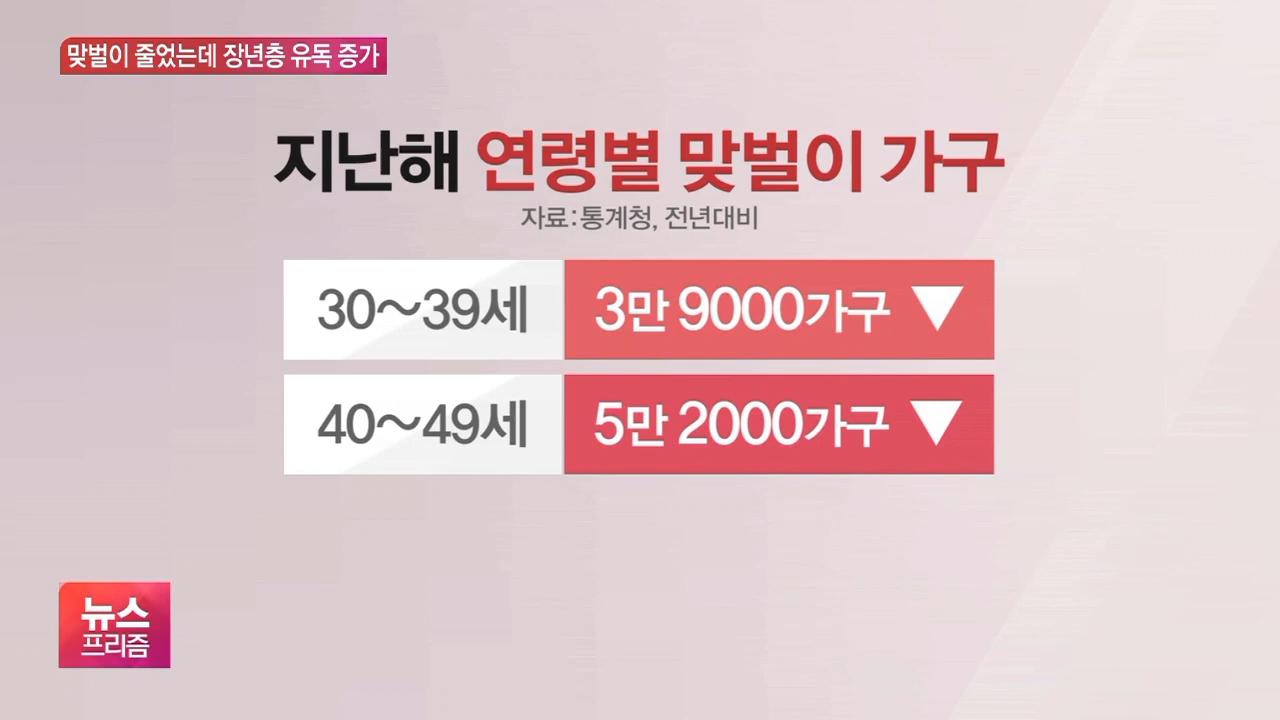 맞벌이 줄었는데 장년층 유독 증가
지난해 연령별 맞벌이 가구
자료:통계청, 전년대비
30~39세 3만 9000가구 ▼
40~49세 5만 2000가구 ▼
뉴스
프리즘